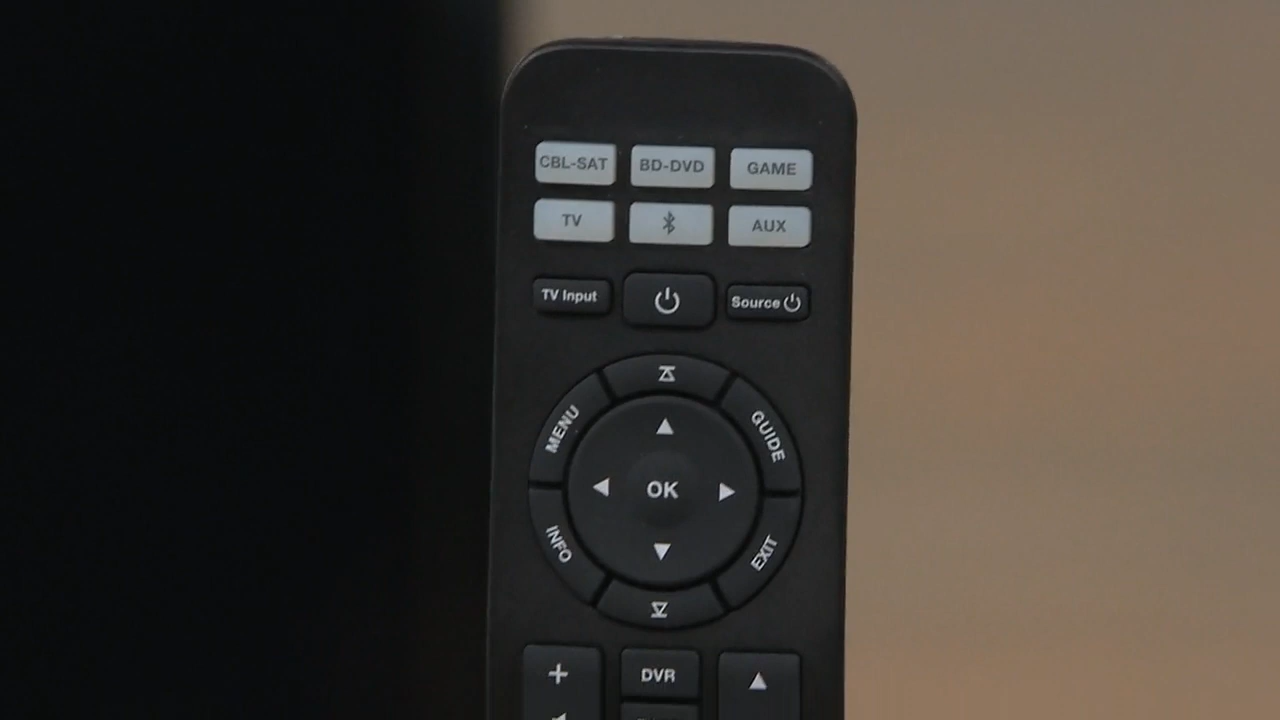 CBL-SAT BD-DVD GAME
TV AUX
TV Input Source
MENU GUIDE
OK
INFO EXIT
+ DVR